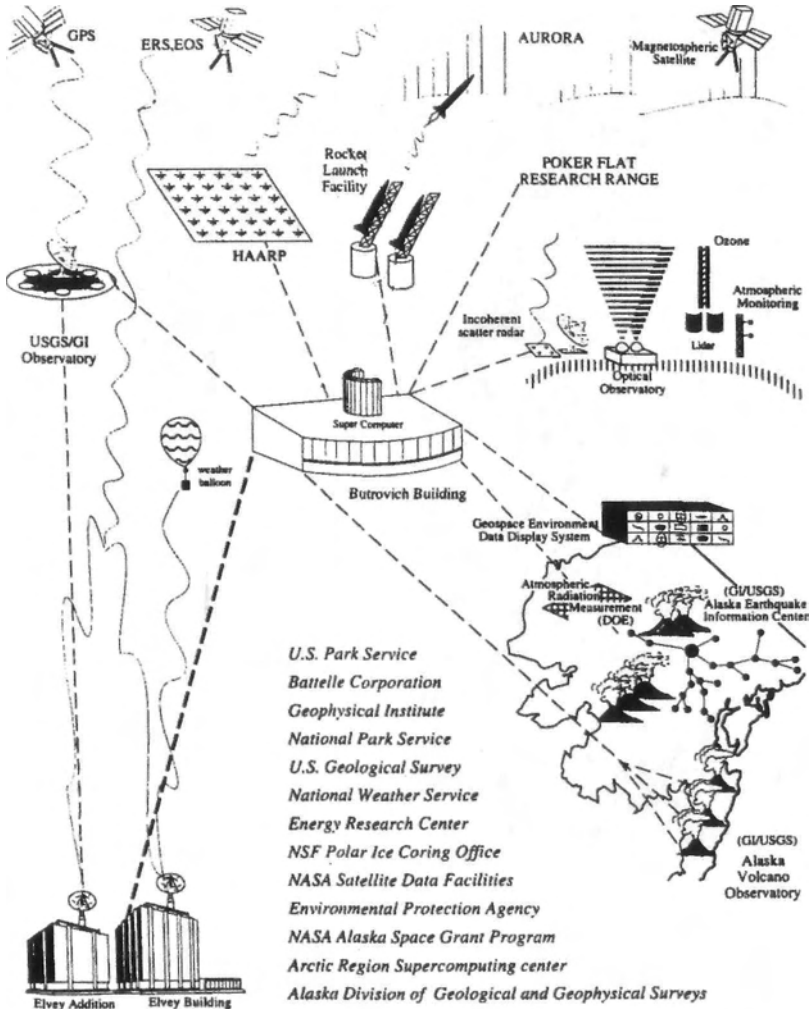 GPS
ERS,EOS
AURORA
Magnetospheric
Satellite
Rocket
Launch
Facility
POKER FLAT
RESEARCH RANGE
HAARP
Ozone
Atmospheric
Monitoring
Incoherent
scatter radar
Lidar
Optical
Observatory
USGS/GI
Observatory
Super Computer
weather
balloon
Butrovich Building
Geospace Environment
Data Display System
Atmospheric
Radiation
Measurement
(DOE)
(GI/USGS)
Alaska Earthquake
Information Center
U.S. Park Service
Battelle Corporation
Geophysical Institute
National Park Service
U.S. Geological Survey
National Weather Service
Energy Research Center
NSF Polar Ice Coring Office
NASA Satellite Data Facilities
Environmental Protection Agency
NASA Alaska Space Grant Program
Arctic Region Supercomputing center
Alaska Division of Geological and Geophysical Surveys
(GI/USGS)
Alaska
Volcano
Observatory
Elvey Addition
Elvey Building